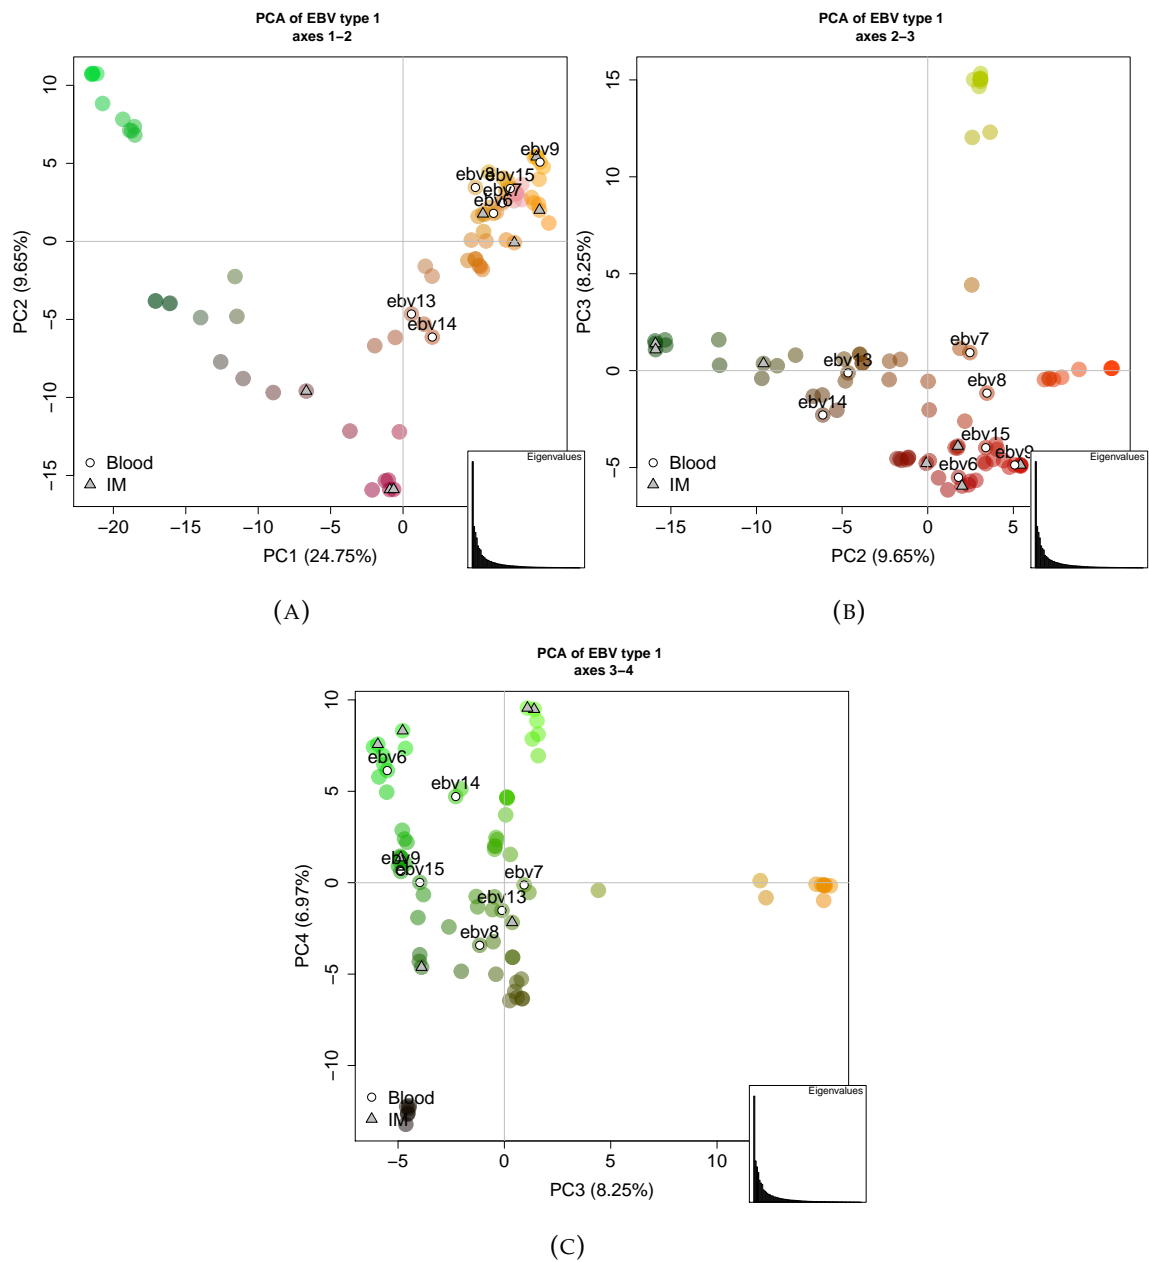 PCA of EBV type 1
axes 1−2
10
5
0
−5
−10
−15
PC2 (9.65%)
ebv9
ebv8
ebv15
ebv7
ebv6
ebv13
ebv14
Blood
IM
Eigenvalues
−20 −15 −10 −5 0
PC1 (24.75%)
(A)
PCA of EBV type 1
axes 2−3
15
10
5
0
−5
PC3 (8.25%)
ebv7
ebv13
ebv8
ebv14
ebv15
ebv9
ebv6
Blood
IM
Eigenvalues
−15 −10 −5 0 5
PC2 (9.65%)
(B)
PCA of EBV type 1
axes 3−4
10
5
0
−5
−10
PC4 (6.97%)
ebv6
ebv14
ebv9
ebv15
ebv7
ebv13
ebv8
Blood
IM
Eigenvalues
−5 0 5 10
PC3 (8.25%)
(C)